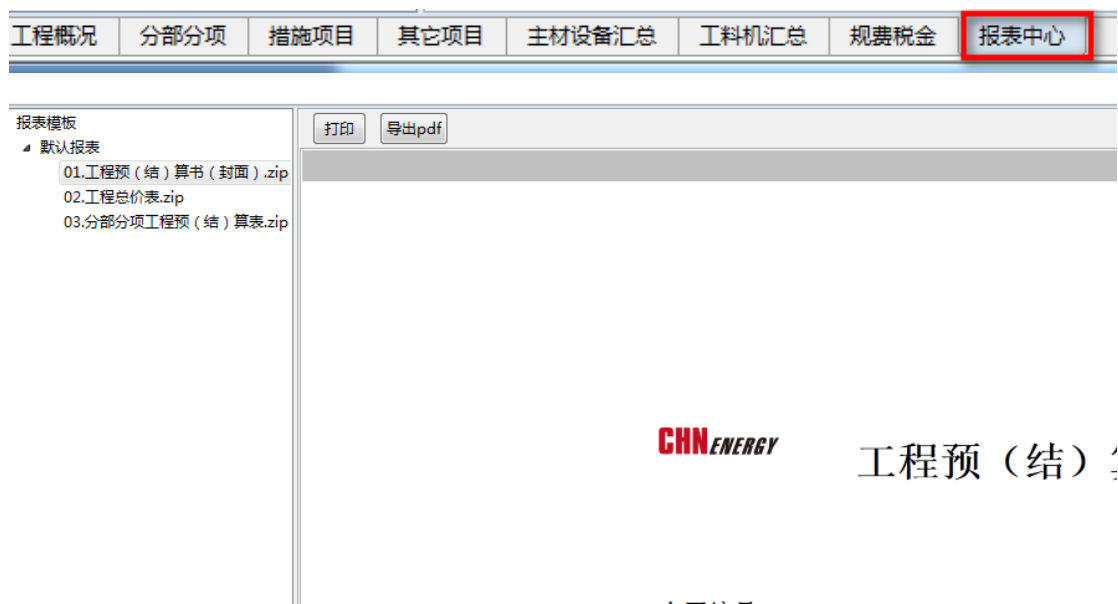 工程概况 分部分项 措施项目 其它项目 主材设备汇总 工料机汇总 规费税金 报表中心
报表模板
默认报表
01.工程预（结）算书（封面）.zip
02.工程总价表.zip
03.分部分项工程预（结）算表.zip
打印 导出pdf
CHN ENERGY
工程预（结）